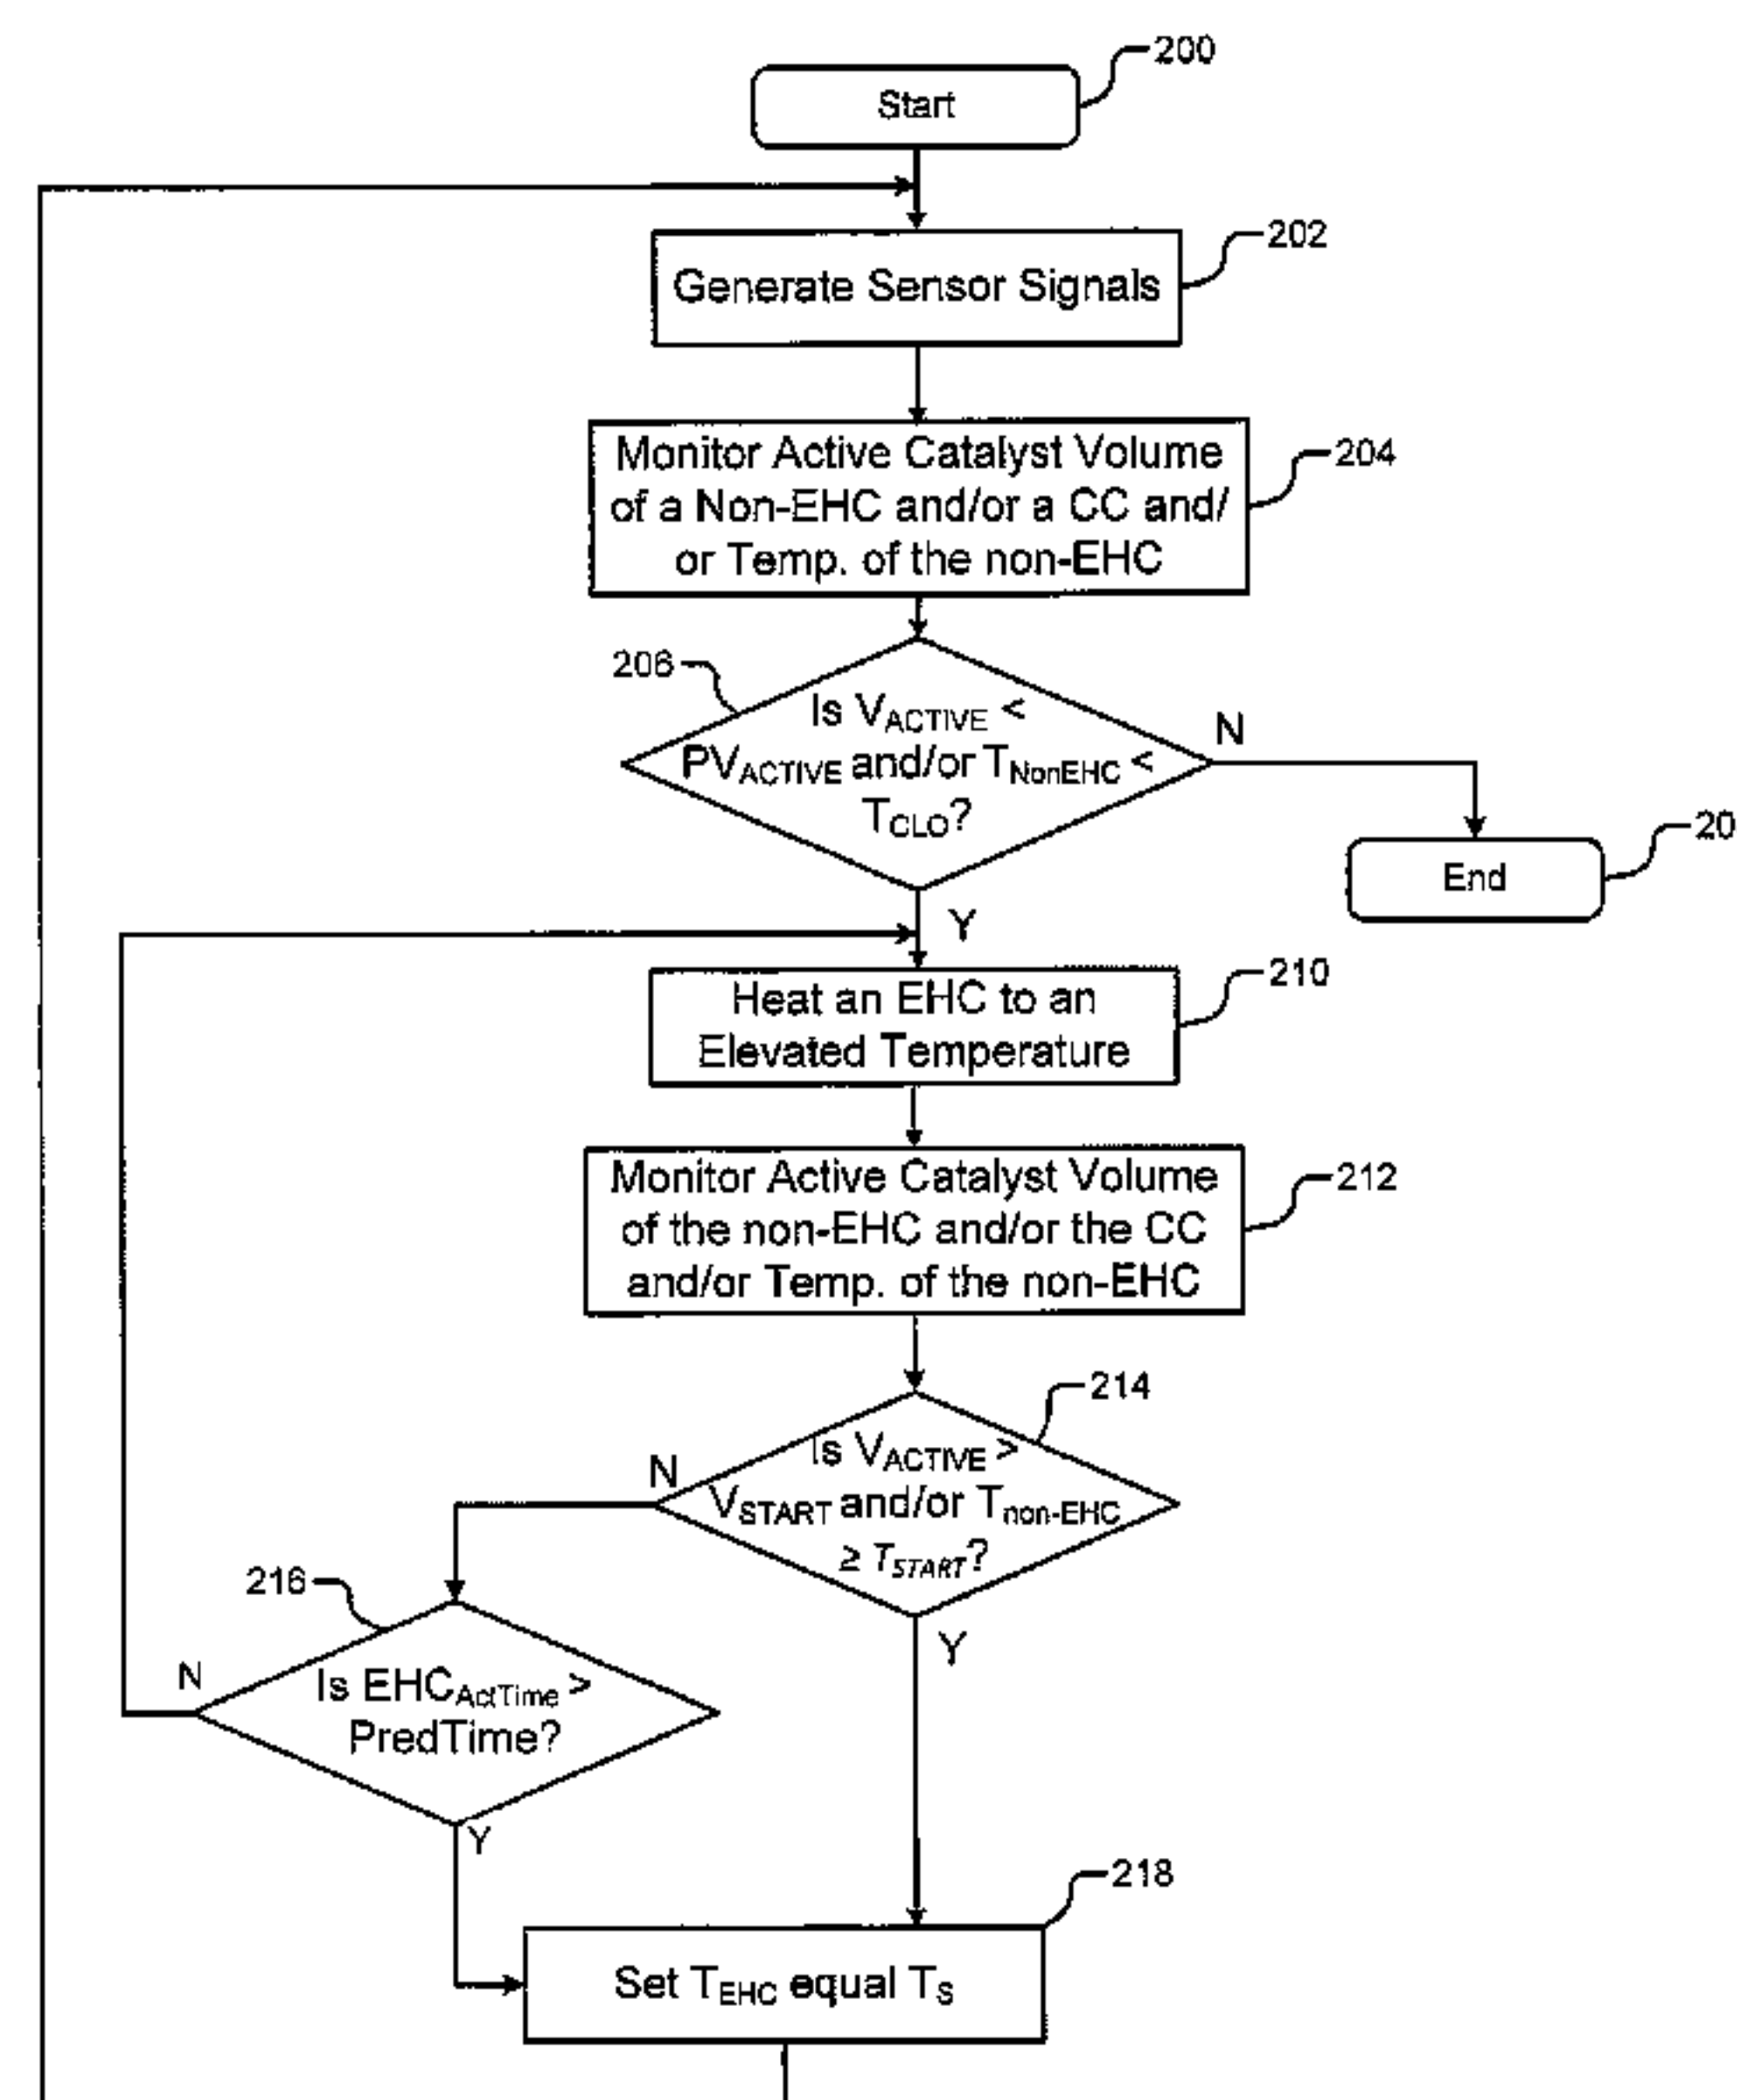 200
Start
202
Generate Sensor Signals
Monitor Active Catalyst Volume
of a Non-EHC and/or a CC and/
or Temp. of the non-EHC
204
206
Is VACTIVE <
PVACTIVE and/or TNonEHC <
TCLO?
N
20
End
Y
210
Heat an EHC to an
Elevated Temperature
Monitor Active Catalyst Volume
of the non-EHC and/or the CC
and/or Temp. of the non-EHC
212
214
N
Is VACTIVE >
VSTART and/or Tnon-EHC
≥ TSTART?
216
Y
N
Is EHCActTime >
PredTime?
Y
218
Set TEHC equal TS